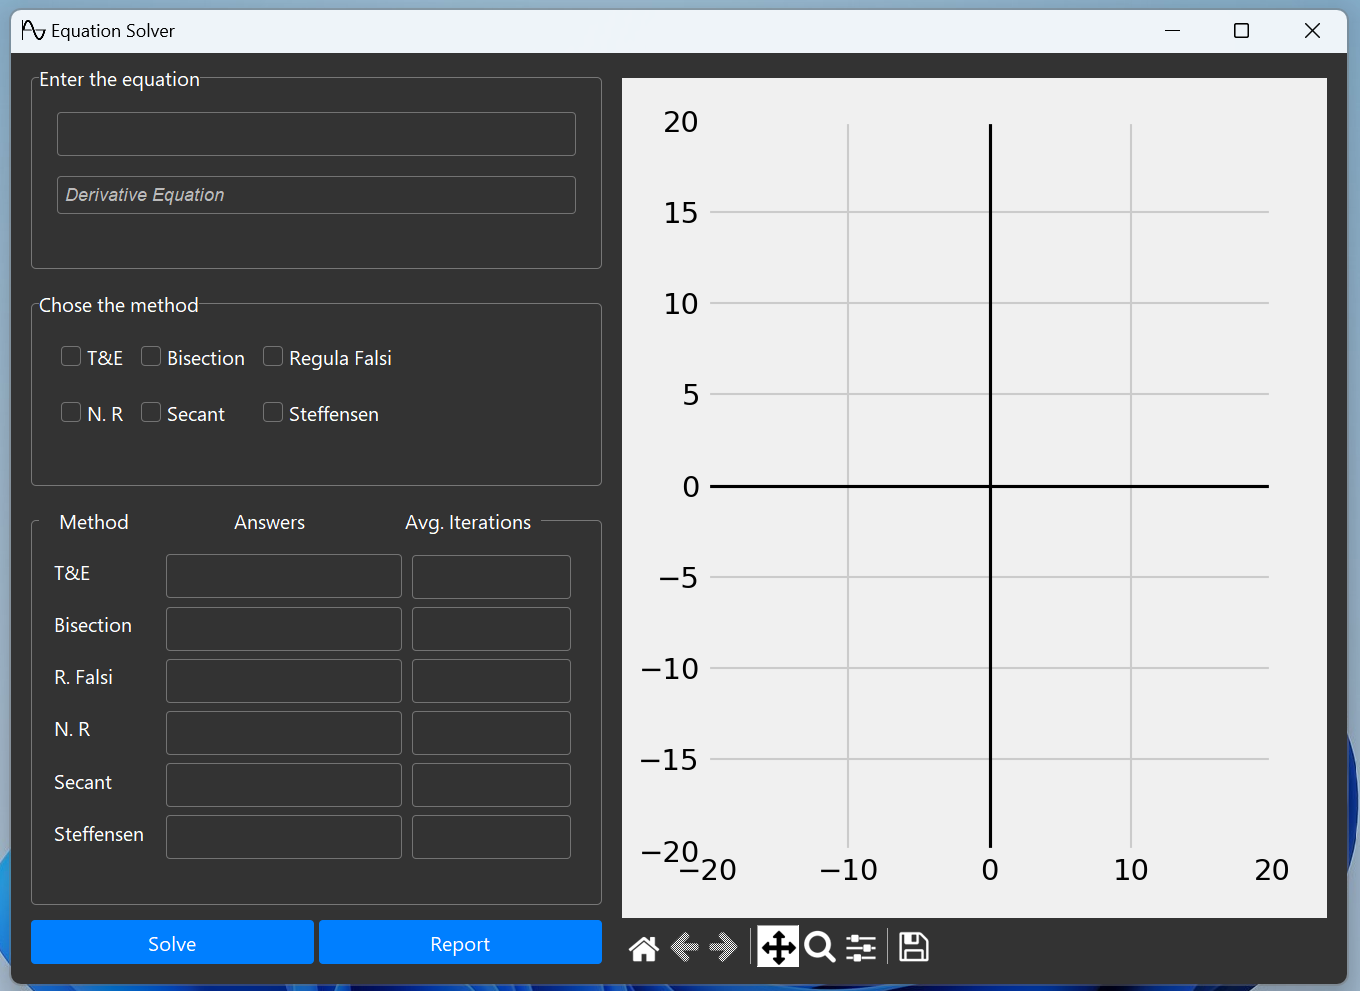 Equation Solver
Enter the equation
Derivative Equation
Chose the method
T&E Bisection Regula Falsi
N. R Secant Steffensen
Method Answers Avg. Iterations
T&E
Bisection
R. Falsi
N. R
Secant
Steffensen
Solve Report
20
15
10
5
0
−5
−10
−15
−20
−20 −10 0 10 20